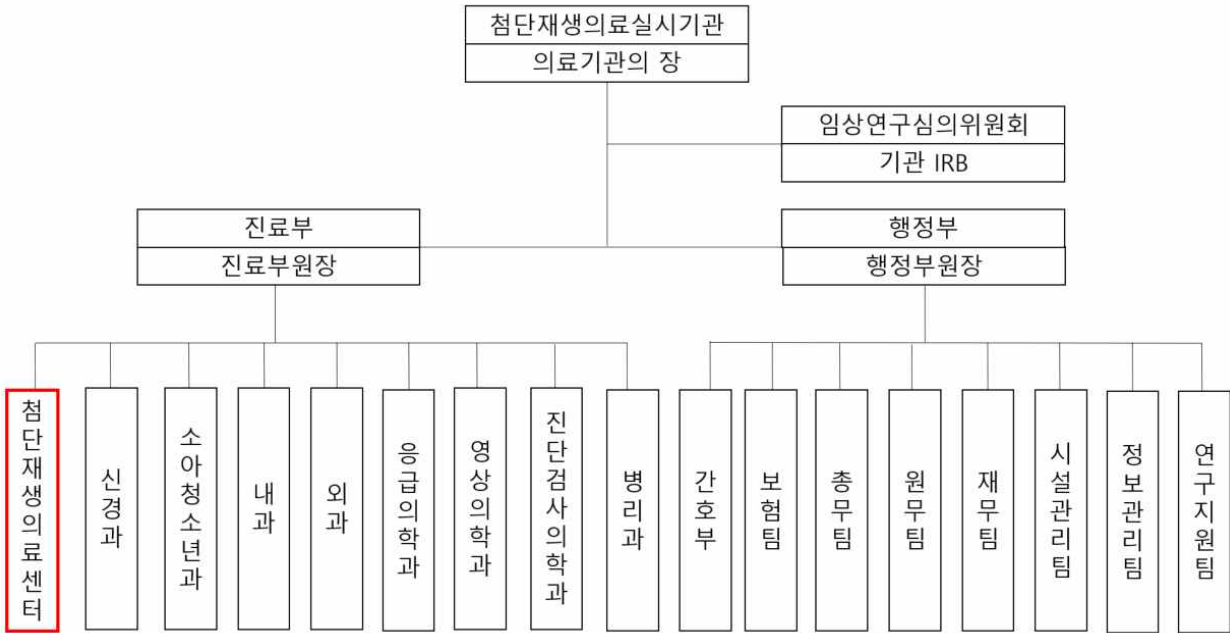 첨단재생의료실시기관
의료기관의 장
임상연구심의위원회
기관 IRB
진료부
진료부원장
행정부
행정부원장
첨단재생의료센터
신경과
소아청소년과
내과
외과
응급의학과
영상의학과
진단검사의학과
병리과
간호부
보험팀
총무팀
원무팀
재무팀
시설관리팀
정보관리팀
연구지원팀